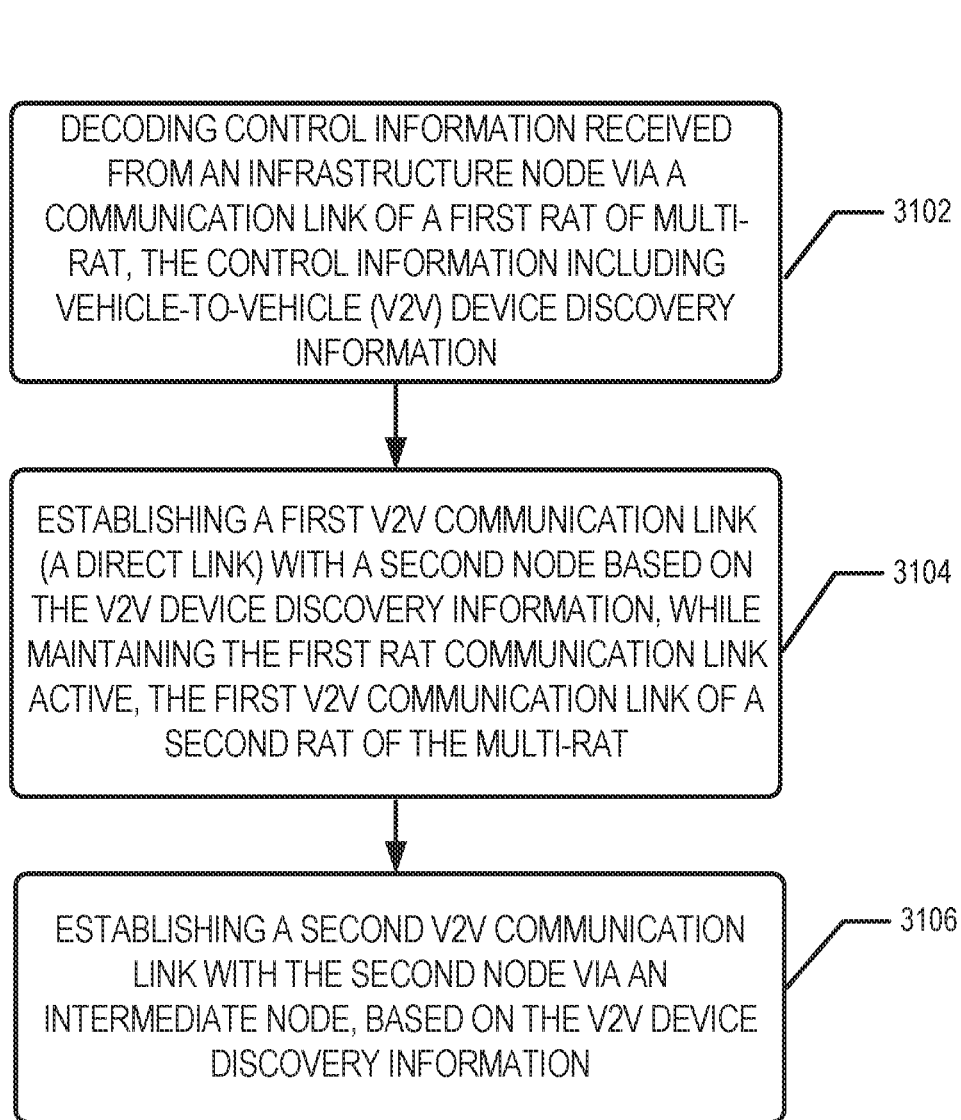 DECODING CONTROL INFORMATION RECEIVED
FROM AN INFRASTRUCTURE NODE VIA A
COMMUNICATION LINK OF A FIRST RAT OF MULTI-
RAT, THE CONTROL INFORMATION INCLUDING
VEHICLE-TO-VEHICLE (V2V) DEVICE DISCOVERY
INFORMATION
3102
ESTABLISHING A FIRST V2V COMMUNICATION LINK
(A DIRECT LINK) WITH A SECOND NODE BASED ON
THE V2V DEVICE DISCOVERY INFORMATION, WHILE
MAINTAINING THE FIRST RAT COMMUNICATION LINK
ACTIVE, THE FIRST V2V COMMUNICATION LINK OF A
SECOND RAT OF THE MULTI-RAT
3104
ESTABLISHING A SECOND V2V COMMUNICATION
LINK WITH THE SECOND NODE VIA AN
INTERMEDIATE NODE, BASED ON THE V2V DEVICE
DISCOVERY INFORMATION
3106